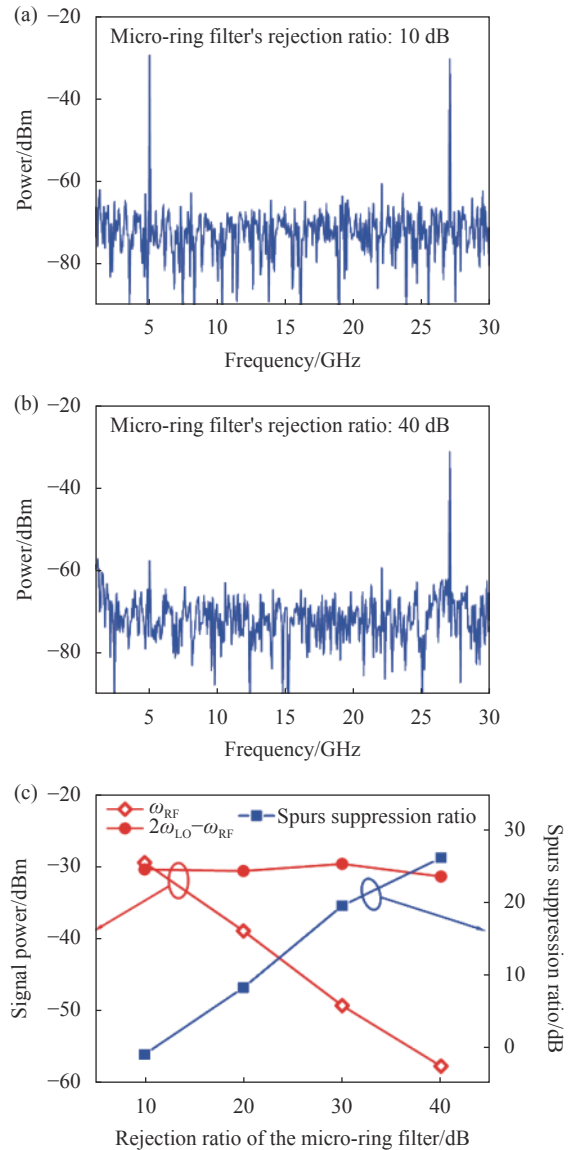 (a)
Micro-ring filter's rejection ratio: 10 dB
−20
−40
−60
−80
Power/dBm
5 10 15 20 25 30
Frequency/GHz
(b)
Micro-ring filter's rejection ratio: 40 dB
−20
−40
−60
−80
Power/dBm
5 10 15 20 25 30
Frequency/GHz
(c)
ω_RF
2ω_LO−ω_RF
Spurs suppression ratio
−20
−30
−40
−50
−60
Signal power/dBm
30
20
10
0
Spurs suppression
ratio/dB
10 20 30 40
Rejection ratio of the micro-ring filter/dB